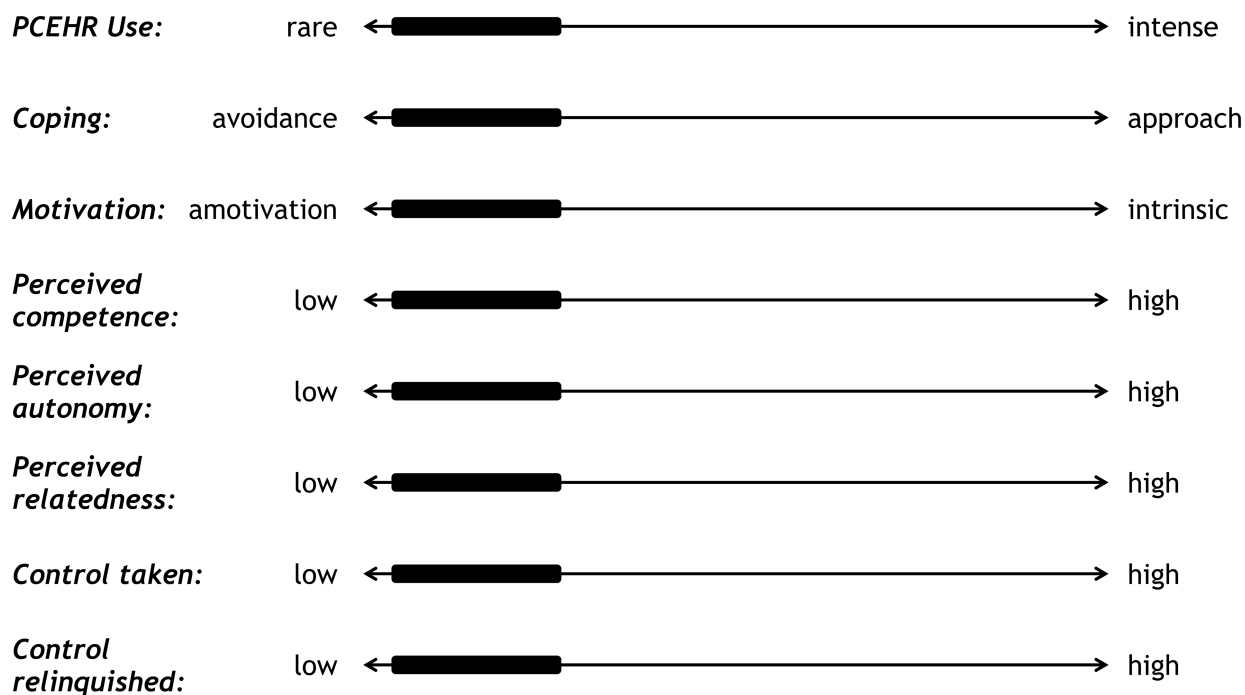 PCEHR Use: rare intense
Coping: avoidance approach
Motivation: amotivation intrinsic
Perceived
competence: low high
Perceived
autonomy: low high
Perceived
relatedness: low high
Control taken: low high
Control
relinquished: low high